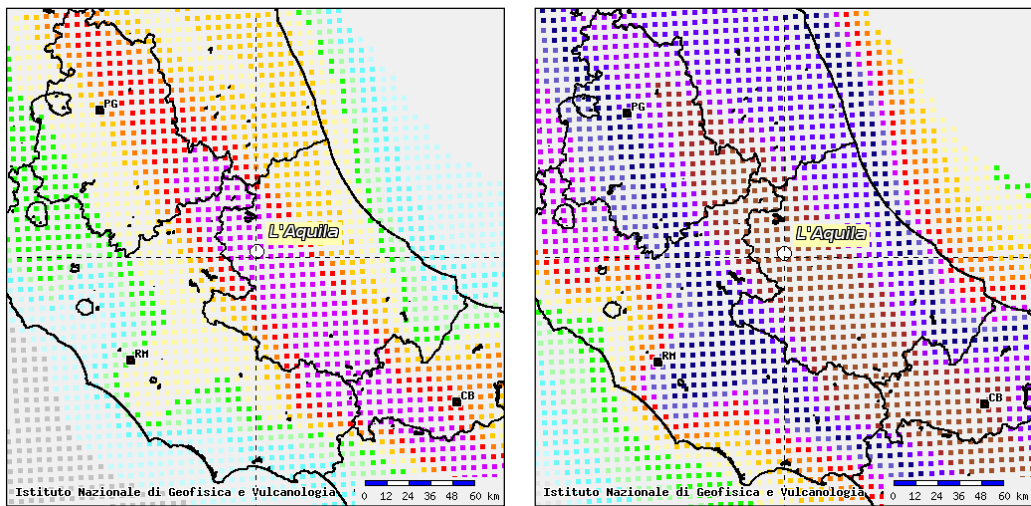 PG
L'Aquila
RM
CB
Istituto Nazionale di Geofisica e Vulcanologia
0 12 24 36 48 60 km
PG
L'Aquila
RM
CB
Istituto Nazionale di Geofisica e Vulcanologia
0 12 24 36 48 60 km